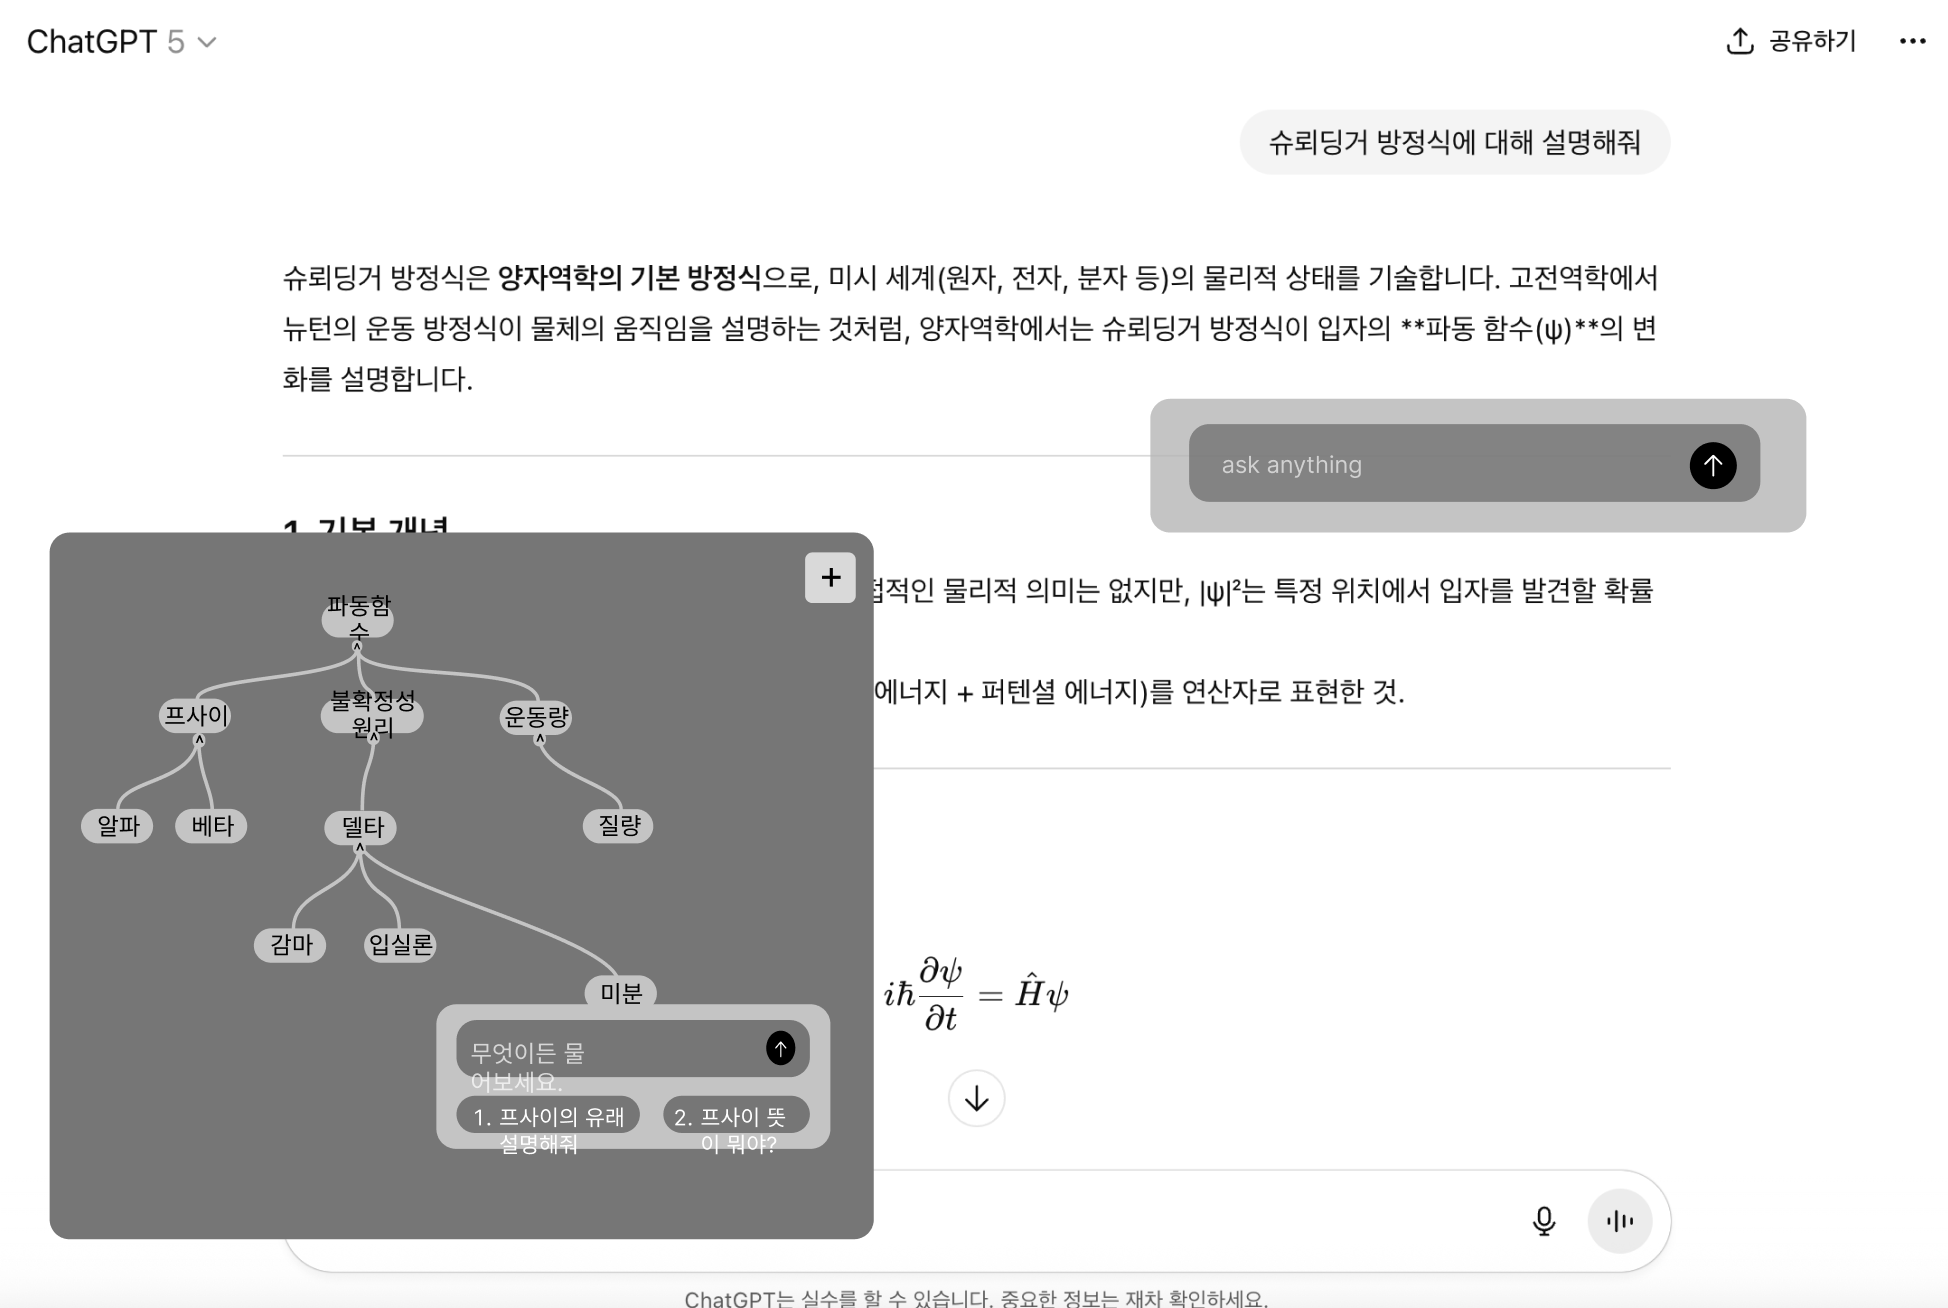 ChatGPT 5
공유하기
슈뢰딩거 방정식에 대해 설명해줘
슈뢰딩거 방정식은 양자역학의 기본 방정식으로, 미시 세계(원자, 전자, 분자 등)의 물리적 상태를 기술합니다. 고전역학에서
뉴턴의 운동 방정식이 물체의 움직임을 설명하는 것처럼, 양자역학에서는 슈뢰딩거 방정식이 입자의 **파동 함수(ψ)**의 변
화를 설명합니다.
ask anything
1. 기본 개념
접적인 물리적 의미는 없지만, |ψ|²는 특정 위치에서 입자를 발견할 확률
에너지 + 퍼텐셜 에너지)를 연산자로 표현한 것.
+
파동함
수
프사이
불확정성
원리
운동량
알파
베타
델타
질량
감마
입실론
미분
무엇이든 물
어보세요.
1. 프사이의 유래
설명해줘
2. 프사이 뜻
이 뭐야?
iħ ∂ψ/∂t = Ĥψ
ChatGPT는 실수를 할 수 있습니다. 중요한 정보는 재차 확인하세요.